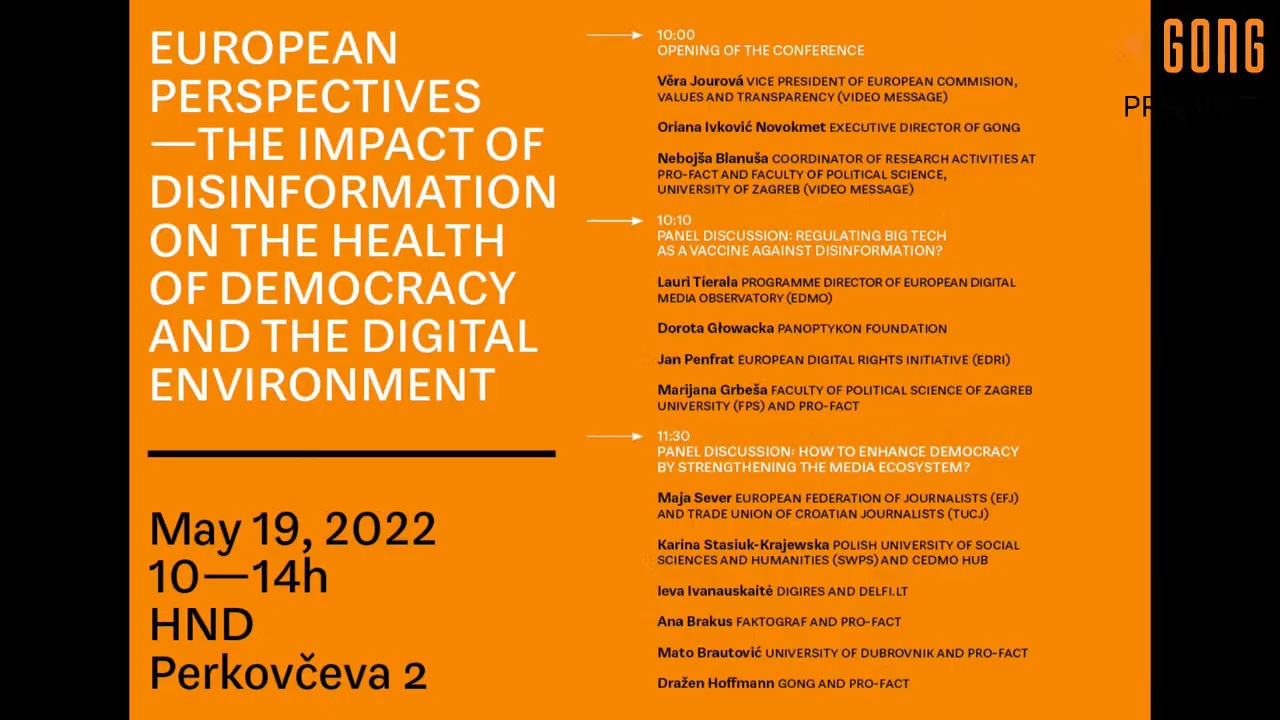 EUROPEAN
PERSPECTIVES
—THE IMPACT OF
DISINFORMATION
ON THE HEALTH
OF DEMOCRACY
AND THE DIGITAL
ENVIRONMENT
May 19, 2022
10—14h
HND
Perkovčeva 2
10:00
OPENING OF THE CONFERENCE
Věra Jourová VICE PRESIDENT OF EUROPEAN COMMISION,
VALUES AND TRANSPARENCY (VIDEO MESSAGE)
Oriana Ivković Novokmet EXECUTIVE DIRECTOR OF GONG
Nebojša Blanuša COORDINATOR OF RESEARCH ACTIVITIES AT
PRO-FACT AND FACULTY OF POLITICAL SCIENCE,
UNIVERSITY OF ZAGREB (VIDEO MESSAGE)
10:10
PANEL DISCUSSION: REGULATING BIG TECH
AS A VACCINE AGAINST DISINFORMATION?
Lauri Tierala PROGRAMME DIRECTOR OF EUROPEAN DIGITAL
MEDIA OBSERVATORY (EDMO)
Dorota Głowacka PANOPTYKON FOUNDATION
Jan Penfrat EUROPEAN DIGITAL RIGHTS INITIATIVE (EDRI)
Marijana Grbeša FACULTY OF POLITICAL SCIENCE OF ZAGREB
UNIVERSITY (FPS) AND PRO-FACT
11:30
PANEL DISCUSSION: HOW TO ENHANCE DEMOCRACY
BY STRENGTHENING THE MEDIA ECOSYSTEM?
Maja Sever EUROPEAN FEDERATION OF JOURNALISTS (EFJ)
AND TRADE UNION OF CROATIAN JOURNALISTS (TUCJ)
Karina Stasiuk-Krajewska POLISH UNIVERSITY OF SOCIAL
SCIENCES AND HUMANITIES (SWPS) AND CEDMO HUB
Ieva Ivanauskaitė DIGIRES AND DELFI.LT
Ana Brakus FAKTOGRAF AND PRO-FACT
Mato Brautović UNIVERSITY OF DUBROVNIK AND PRO-FACT
Dražen Hoffmann GONG AND PRO-FACT
GONG